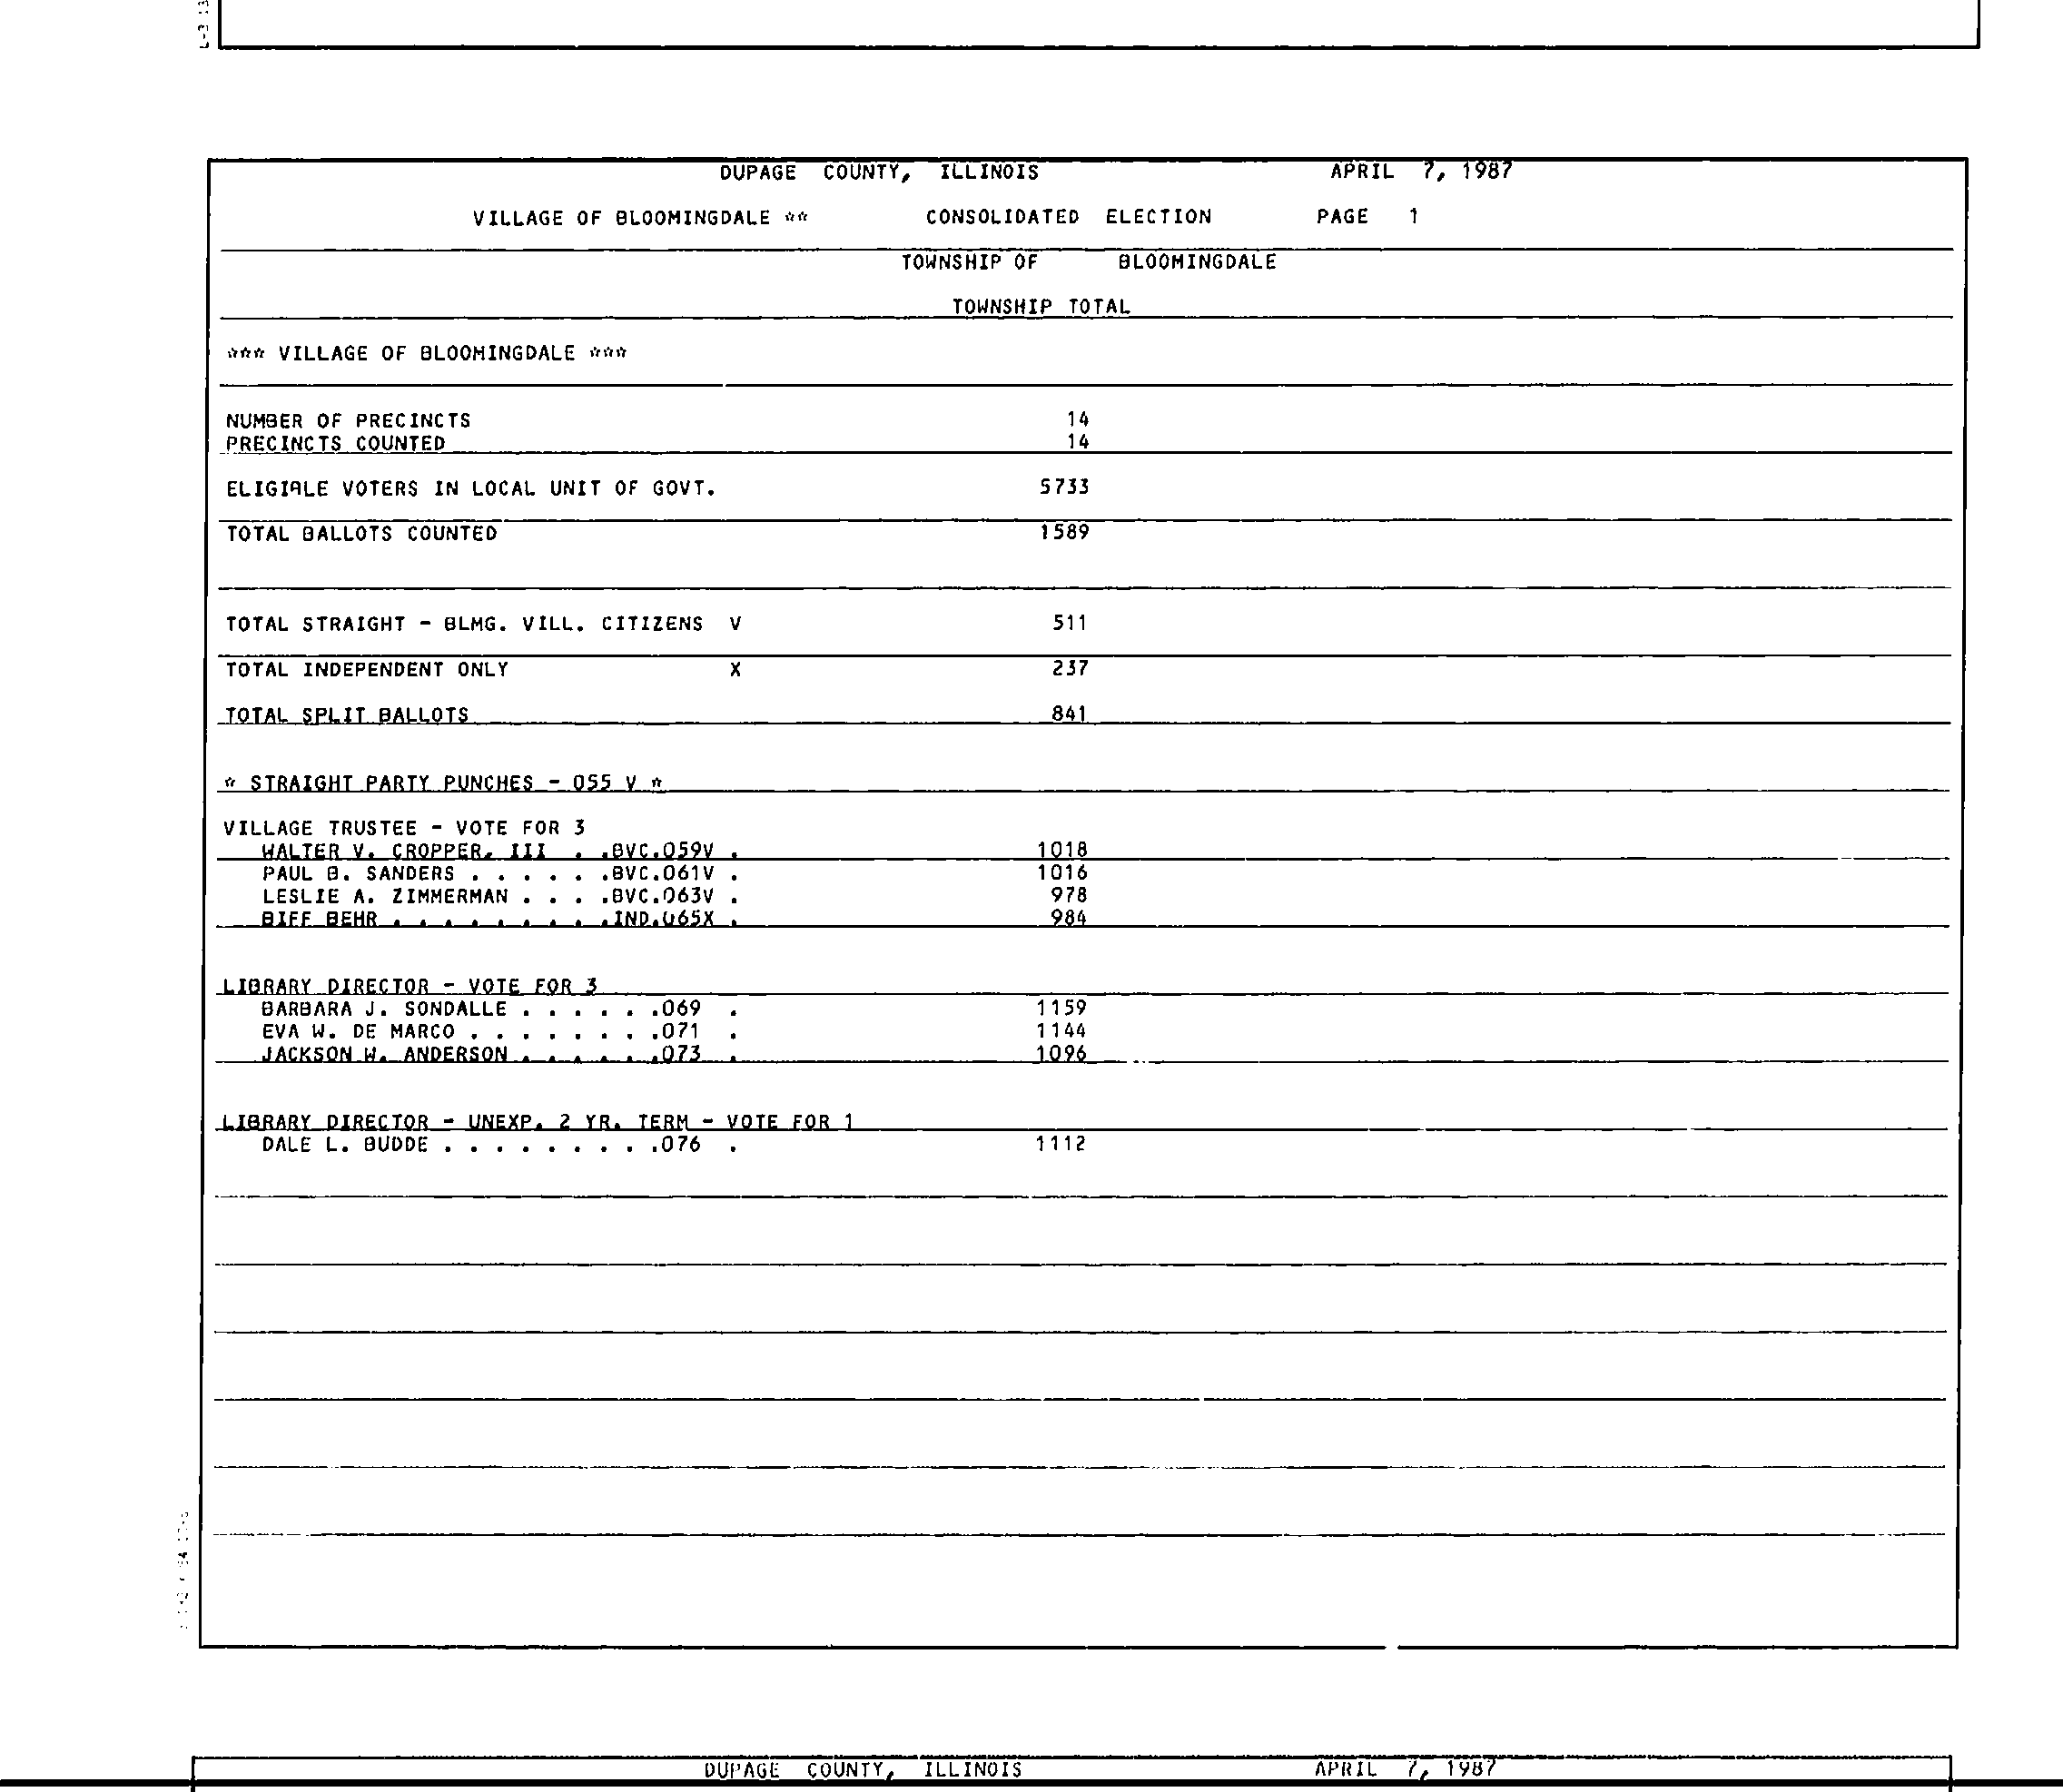 DUPAGE COUNTY, ILLINOIS APRIL 7, 1987
VILLAGE OF BLOOMINGDALE ** CONSOLIDATED ELECTION PAGE 1
TOWNSHIP OF BLOOMINGDALE
TOWNSHIP TOTAL
*** VILLAGE OF BLOOMINGDALE ***
NUMBER OF PRECINCTS 14
PRECINCTS COUNTED 14
ELIGIBLE VOTERS IN LOCAL UNIT OF GOVT. 5733
TOTAL BALLOTS COUNTED 1589
TOTAL STRAIGHT - BLMG. VILL. CITIZENS V 511
TOTAL INDEPENDENT ONLY X 237
TOTAL SPLIT BALLOTS 841
* STRAIGHT PARTY PUNCHES - 055 V *
VILLAGE TRUSTEE - VOTE FOR 3
WALTER V. CROPPER, III . .BVC.059V . 1018
PAUL B. SANDERS . . . . . .BVC.061V . 1016
LESLIE A. ZIMMERMAN . . . .BVC.063V . 978
BIFF BEHR . . . . . . . . .IND.065X . 984
LIBRARY DIRECTOR - VOTE FOR 3
BARBARA J. SONDALLE . . . . . .069 . 1159
EVA W. DE MARCO . . . . . . . .071 . 1144
JACKSON W. ANDERSON . . . . . .073 . 1096
LIBRARY DIRECTOR - UNEXP. 2 YR. TERM - VOTE FOR 1
DALE L. BUDDE . . . . . . . . .076 . 1112
DUPAGE COUNTY, ILLINOIS APRIL 7, 1987